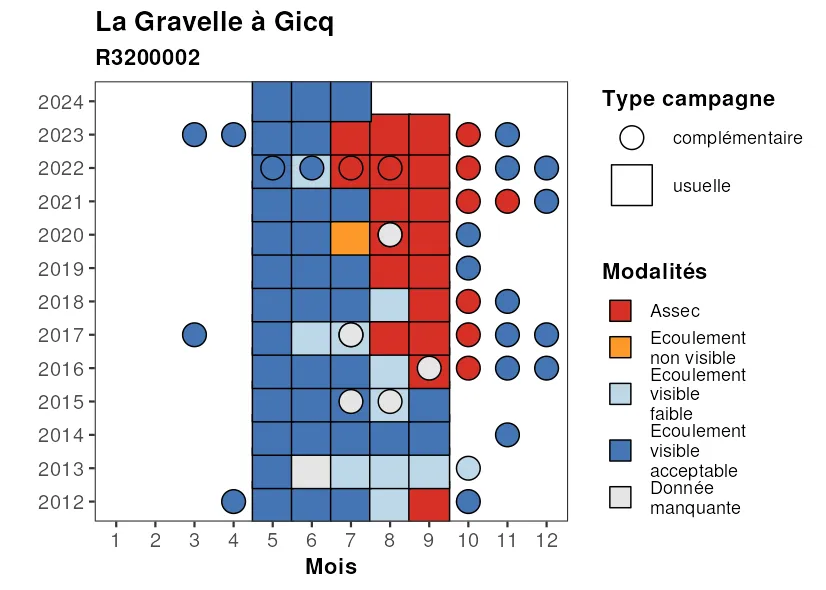 La Gravelle à Gicq
R3200002
2024
2023
2022
2021
2020
2019
2018
2017
2016
2015
2014
2013
2012
1 2 3 4 5 6 7 8 9 10 11 12
Mois
Type campagne
complémentaire
usuelle
Modalités
Assec
Ecoulement
non visible
Ecoulement
visible
faible
Ecoulement
visible
acceptable
Donnée
manquante